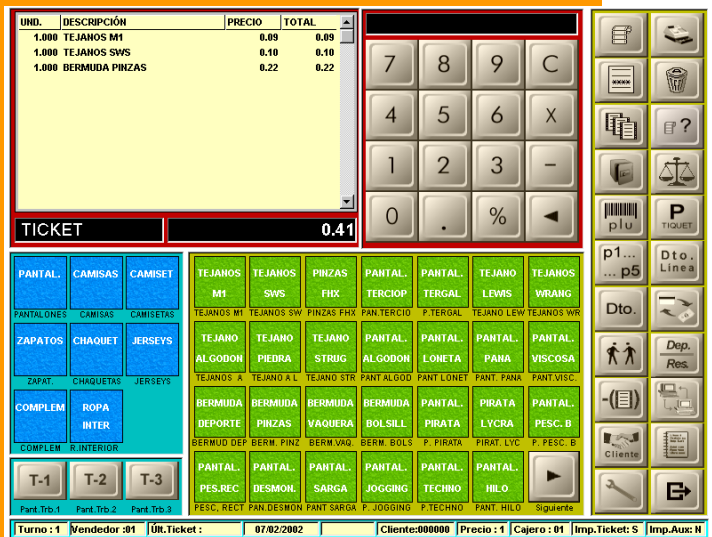 UND. DESCRIPCIÓN PRECIO TOTAL
1.000 TEJANOS M1 0.09 0.09
1.000 TEJANOS SWS 0.10 0.10
1.000 BERMUDA PINZAS 0.22 0.22
TICKET 0.41
7 8 9 C
4 5 6 X
1 2 3 -
0 . % ◄
****
?
plu P TIQUET
p1... ... p5 Dto. Linea
Dto.
Dep. Res.
-(   )
Cliente
PANTAL. CAMISAS CAMISET
PANTALONES CAMISAS CAMISETAS
ZAPATOS CHAQUET JERSEYS
ZAPAT. CHAQUETAS JERSEYS
COMPLEM ROPA INTER
COMPLEM R.INTERIOR
T-1 T-2 T-3
Pant.Trb.1 Pant.Trb.2 Pant.Trb.3
TEJANOS TEJANOS PINZAS PANTAL. PANTAL. TEJANO TEJANOS
M1 SWS FHX TERCIOP TERGAL LEWIS WRANG
TEJANOS M1 TEJANOS SW PINZAS FHX PAN.TERCIO P.TERGAL TEJANO LEW TEJANOS WR
TEJANO TEJANO TEJANO PANTAL. PANTAL. PANTAL. PANTAL.
ALGODON PIEDRA STRUG ALGODON LONETA PANA VISCOSA
TEJANOS A TEJANO A L TEJANO STR PANT ALGOD PANT LONET PANT. PANA PANT.VISC.
BERMUDA BERMUDA BERMUDA BERMUDA PANTAL. PIRATA PANTAL.
DEPORTE PINZAS VAQUERA BOLSILL PIRATA LYCRA PESC. B
BERMUD DEP BERM. PINZ BERM.VAQ. BERM. BOLS P. PIRATA PIRAT. LYC P. PESC. B
PANTAL. PANTAL. PANTAL. PANTAL. PANTAL. PANTAL.
PES.REC DESMON. SARGA JOGGING TECHNO HILO
PESC, RECT PAN.DESMON PANT SARGA P. JOGGING P.TECHNO PANT. HILO Siguiente
Turno : 1 Vendedor :01 Últ.Ticket : 07/02/2002 Cliente:000000 Precio : 1 Cajero : 01 Imp.Ticket: S Imp.Aux: N